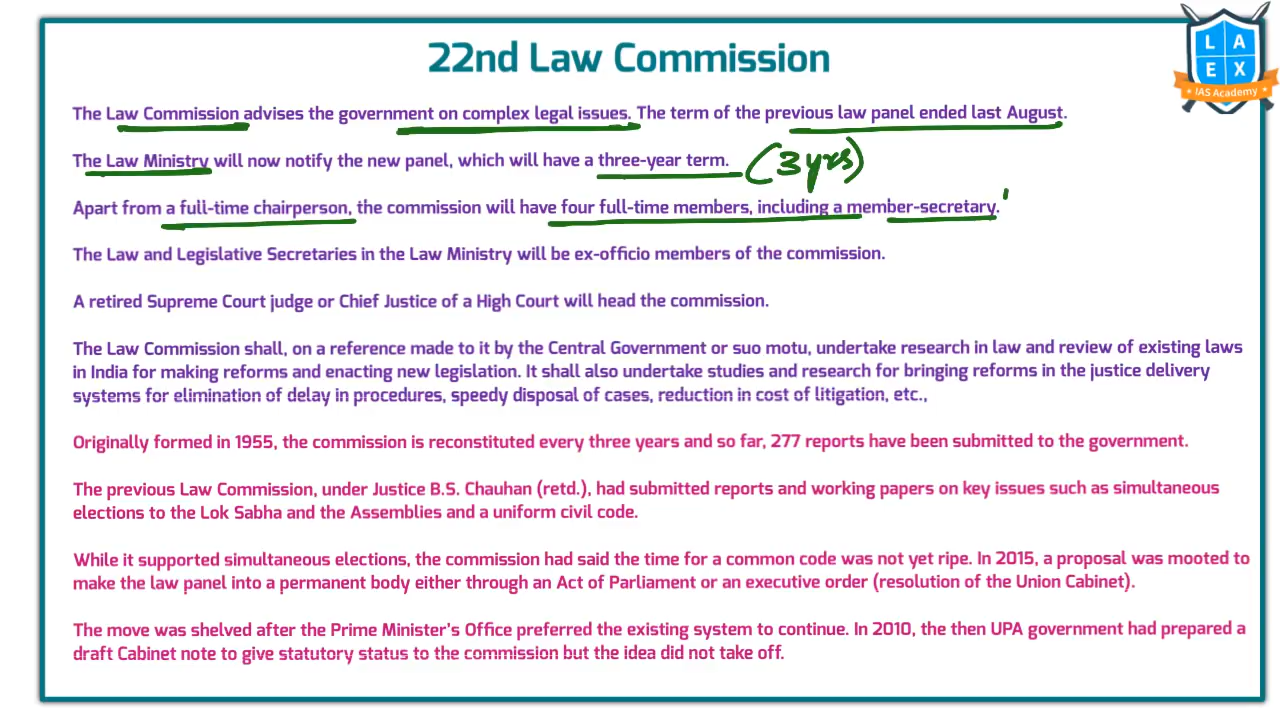 22nd Law Commission
L A
E X
IAS Academy
The Law Commission advises the government on complex legal issues. The term of the previous law panel ended last August.
The Law Ministry will now notify the new panel, which will have a three-year term. (3 yrs)
Apart from a full-time chairperson, the commission will have four full-time members, including a member-secretary.
The Law and Legislative Secretaries in the Law Ministry will be ex-officio members of the commission.
A retired Supreme Court judge or Chief Justice of a High Court will head the commission.
The Law Commission shall, on a reference made to it by the Central Government or suo motu, undertake research in law and review of existing laws
in India for making reforms and enacting new legislation. It shall also undertake studies and research for bringing reforms in the justice delivery
systems for elimination of delay in procedures, speedy disposal of cases, reduction in cost of litigation, etc.,
Originally formed in 1955, the commission is reconstituted every three years and so far, 277 reports have been submitted to the government.
The previous Law Commission, under Justice B.S. Chauhan (retd.), had submitted reports and working papers on key issues such as simultaneous
elections to the Lok Sabha and the Assemblies and a uniform civil code.
While it supported simultaneous elections, the commission had said the time for a common code was not yet ripe. In 2015, a proposal was mooted to
make the law panel into a permanent body either through an Act of Parliament or an executive order (resolution of the Union Cabinet).
The move was shelved after the Prime Minister's Office preferred the existing system to continue. In 2010, the then UPA government had prepared a
draft Cabinet note to give statutory status to the commission but the idea did not take off.